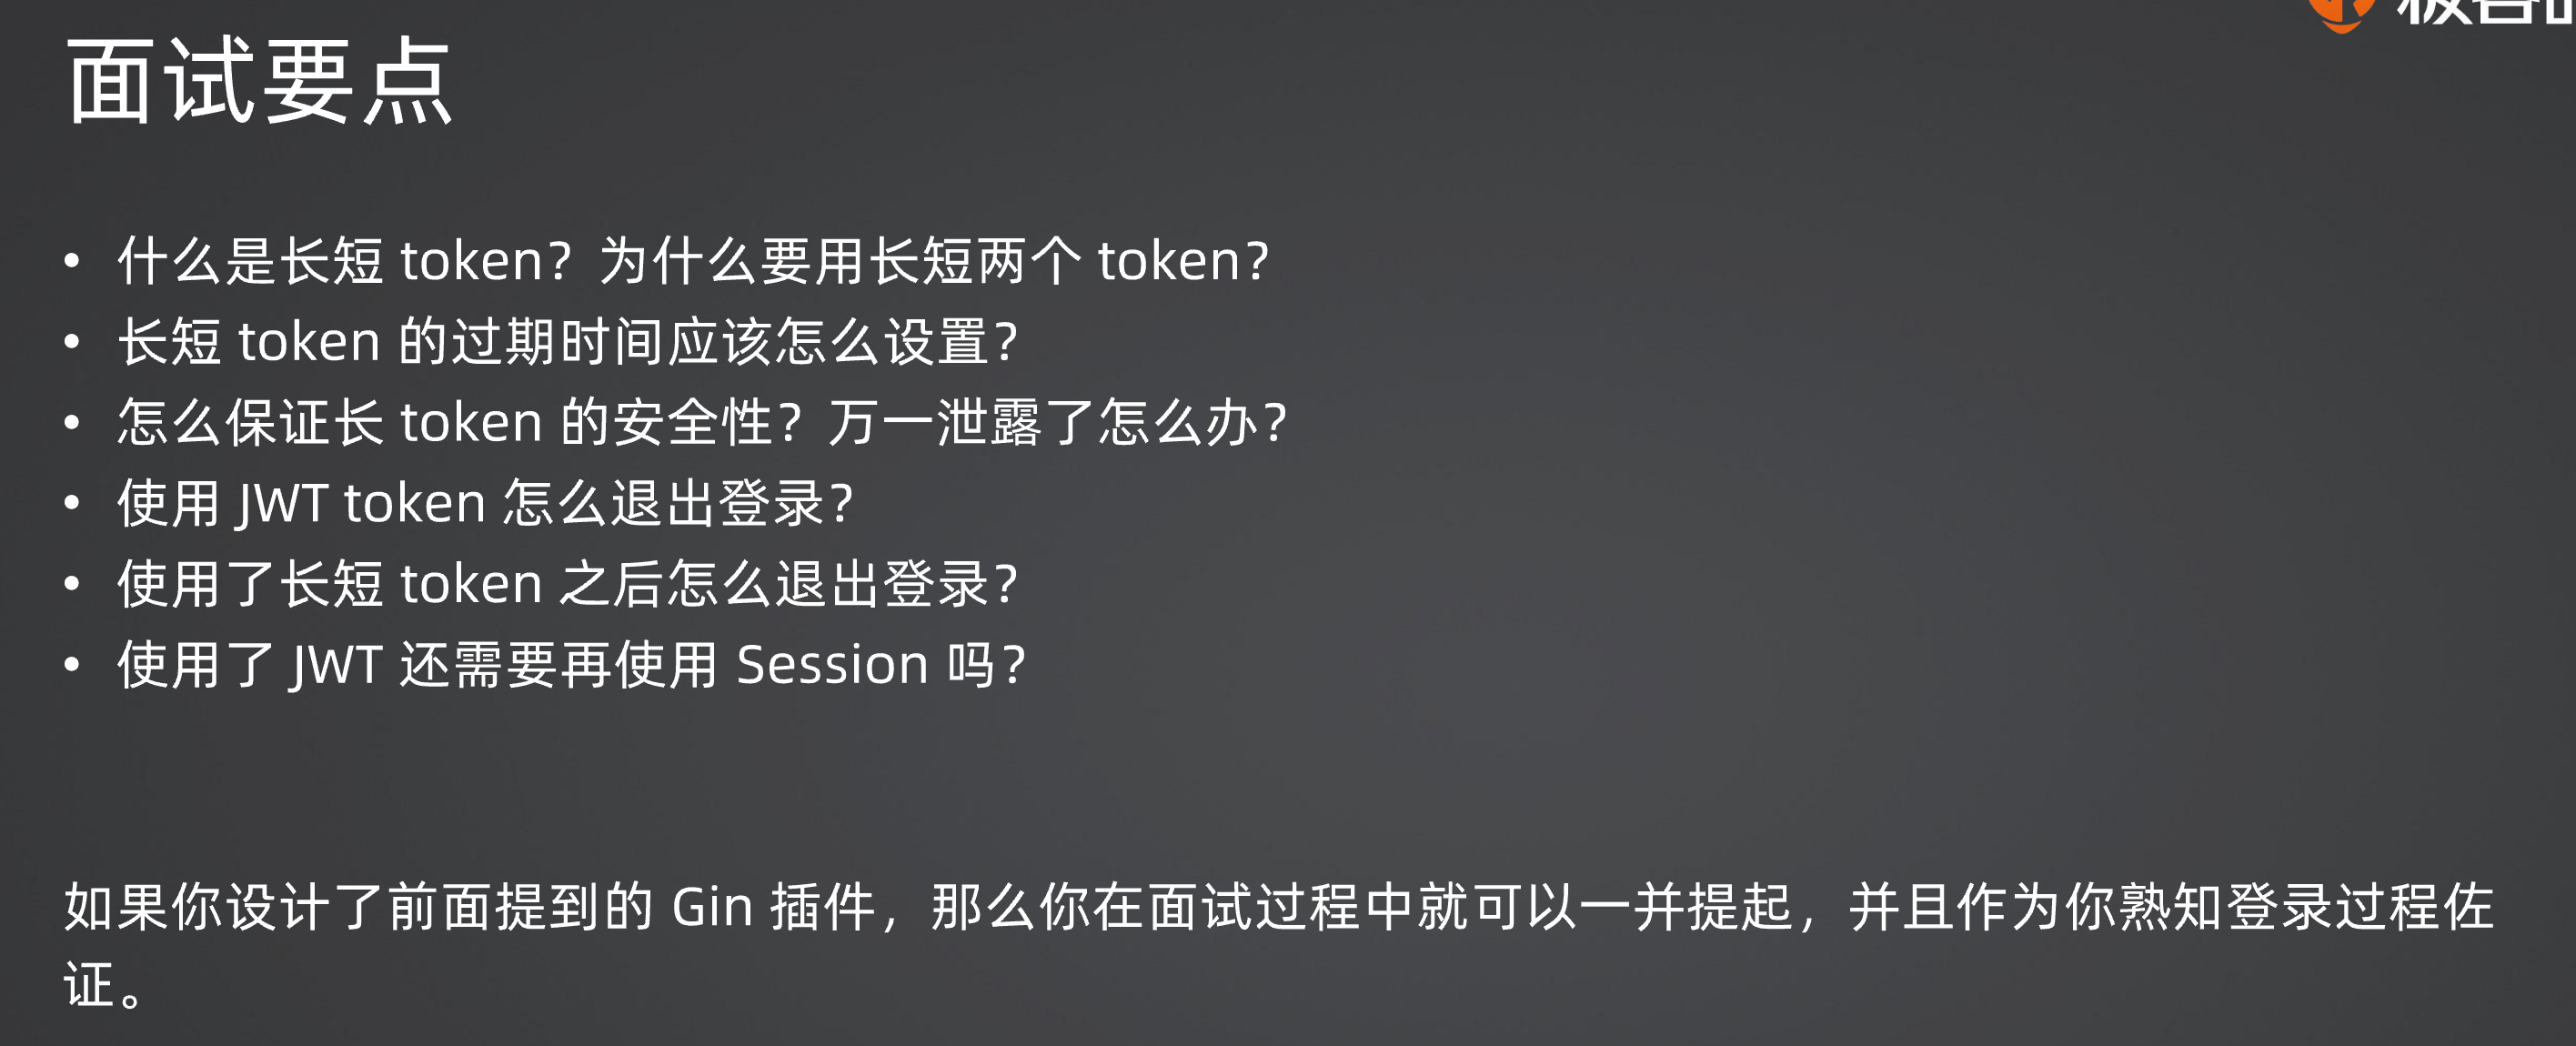 面试要点
• 什么是长短 token？为什么要用长短两个 token？
• 长短 token 的过期时间应该怎么设置？
• 怎么保证长 token 的安全性？万一泄露了怎么办？
• 使用 JWT token 怎么退出登录？
• 使用了长短 token 之后怎么退出登录？
• 使用了 JWT 还需要再使用 Session 吗？
如果你设计了前面提到的 Gin 插件，那么你在面试过程中就可以一并提起，并且作为你熟知登录过程佐
证。